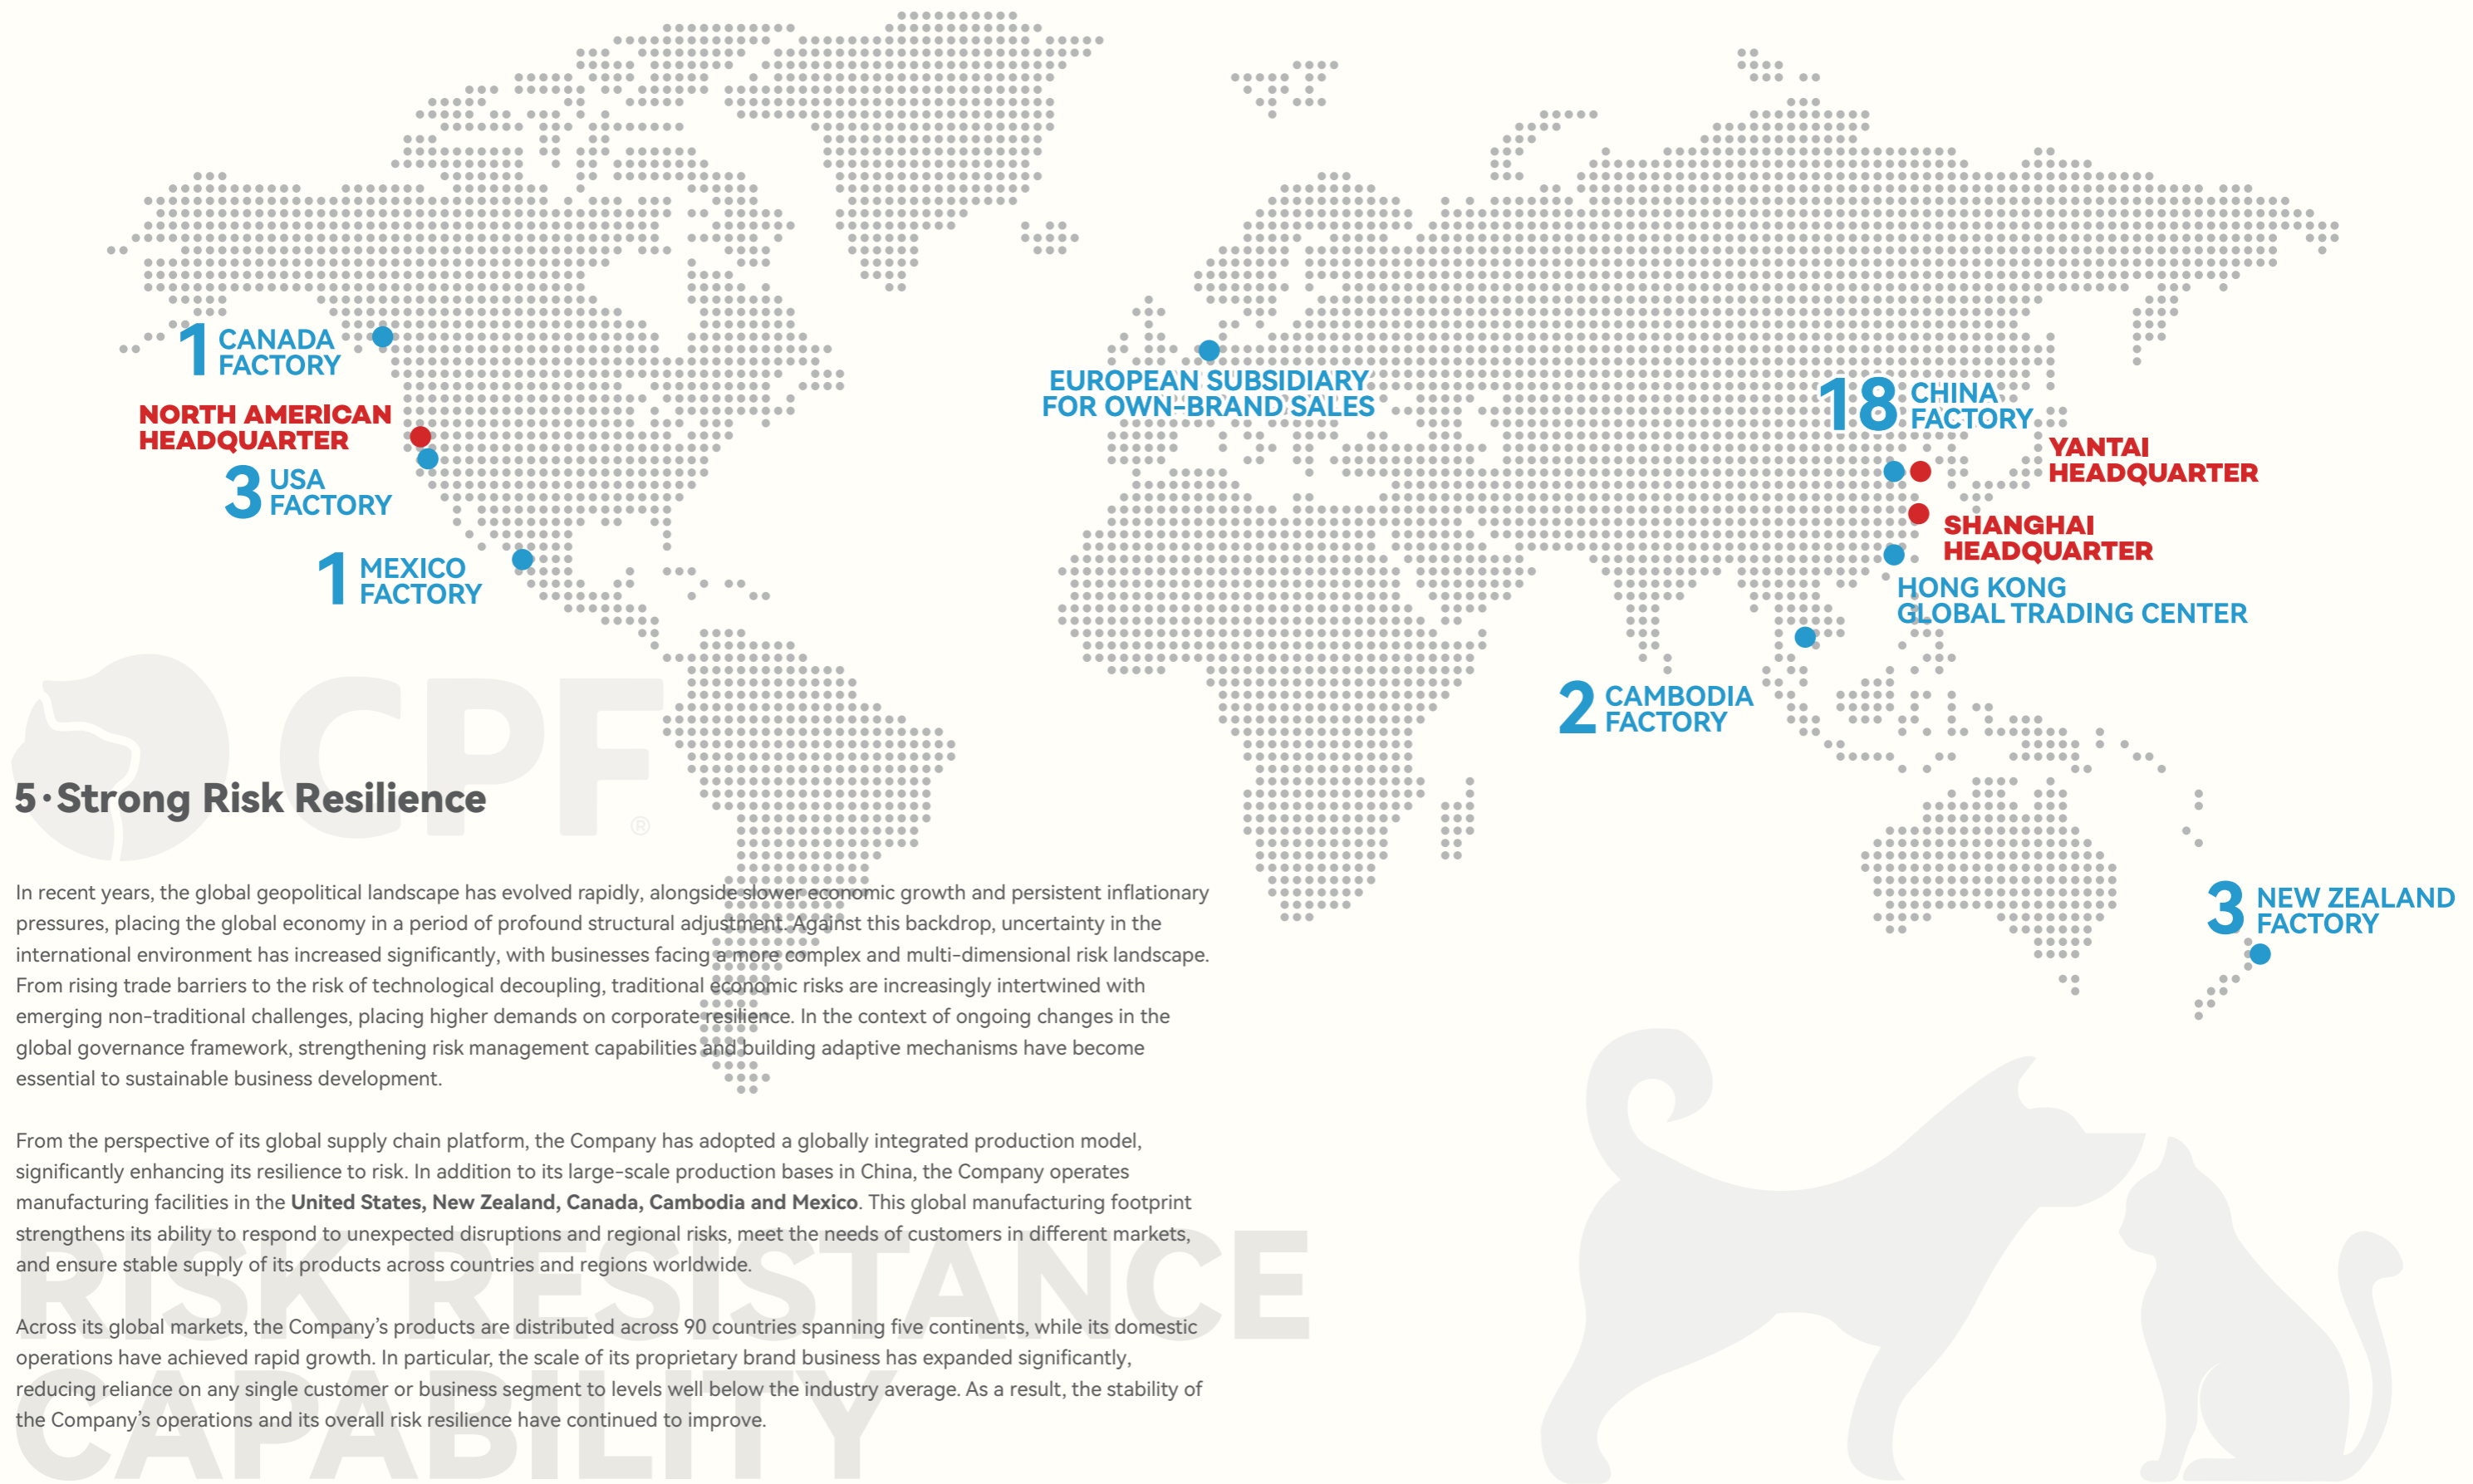 1 CANADA
FACTORY
NORTH AMERICAN
HEADQUARTER
3 USA
FACTORY
1 MEXICO
FACTORY
EUROPEAN SUBSIDIARY
FOR OWN-BRAND SALES
18 CHINA
FACTORY
YANTAI
HEADQUARTER
SHANGHAI
HEADQUARTER
HONG KONG
GLOBAL TRADING CENTER
2 CAMBODIA
FACTORY
3 NEW ZEALAND
FACTORY
CPF®
5·Strong Risk Resilience
In recent years, the global geopolitical landscape has evolved rapidly, alongside slower economic growth and persistent inflationary
pressures, placing the global economy in a period of profound structural adjustment. Against this backdrop, uncertainty in the
international environment has increased significantly, with businesses facing a more complex and multi-dimensional risk landscape.
From rising trade barriers to the risk of technological decoupling, traditional economic risks are increasingly intertwined with
emerging non-traditional challenges, placing higher demands on corporate resilience. In the context of ongoing changes in the
global governance framework, strengthening risk management capabilities and building adaptive mechanisms have become
essential to sustainable business development.
From the perspective of its global supply chain platform, the Company has adopted a globally integrated production model,
significantly enhancing its resilience to risk. In addition to its large-scale production bases in China, the Company operates
manufacturing facilities in the United States, New Zealand, Canada, Cambodia and Mexico. This global manufacturing footprint
strengthens its ability to respond to unexpected disruptions and regional risks, meet the needs of customers in different markets,
and ensure stable supply of its products across countries and regions worldwide.
Across its global markets, the Company's products are distributed across 90 countries spanning five continents, while its domestic
operations have achieved rapid growth. In particular, the scale of its proprietary brand business has expanded significantly,
reducing reliance on any single customer or business segment to levels well below the industry average. As a result, the stability of
the Company's operations and its overall risk resilience have continued to improve.
RISK RESISTANCE
CAPABILITY